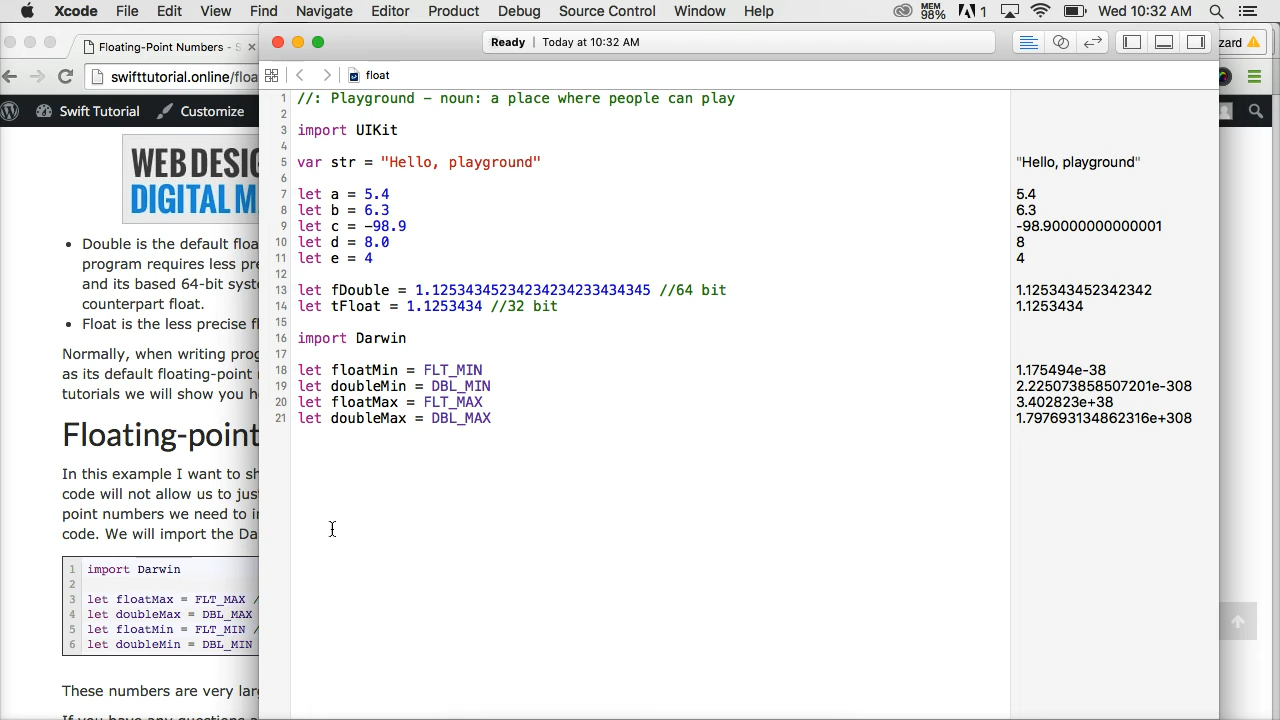 Xcode File Edit View Find Navigate Editor Product Debug Source Control Window Help MEM 98% 1 Wed 10:32 AM
Floating-Point Numbers - S
Ready | Today at 10:32 AM
zard
swifttutorial.online/floa
float
Swift Tutorial Customize
WEB DESIG
DIGITAL M
• Double is the default floa
program requires less pre
and its based 64-bit syste
counterpart float.
• Float is the less precise fl
Normally, when writing prog
as its default floating-point
tutorials we will show you h
Floating-point
In this example I want to sh
code will not allow us to jus
point numbers we need to i
code. We will import the Da
1 import Darwin
2
3 let floatMax = FLT_MAX /
4 let doubleMax = DBL_MAX
5 let floatMin = FLT_MIN /
6 let doubleMin = DBL_MIN
These numbers are very larg
If you have any questions a
1 //: Playground – noun: a place where people can play
2
3 import UIKit
4
5 var str = "Hello, playground" "Hello, playground"
6
7 let a = 5.4 5.4
8 let b = 6.3 6.3
9 let c = -98.9 -98.90000000000001
10 let d = 8.0 8
11 let e = 4 4
12
13 let fDouble = 1.12534345234234234233434345 //64 bit 1.125343452342342
14 let tFloat = 1.1253434 //32 bit 1.1253434
15
16 import Darwin
17
18 let floatMin = FLT_MIN 1.175494e-38
19 let doubleMin = DBL_MIN 2.225073858507201e-308
20 let floatMax = FLT_MAX 3.402823e+38
21 let doubleMax = DBL_MAX 1.797693134862316e+308